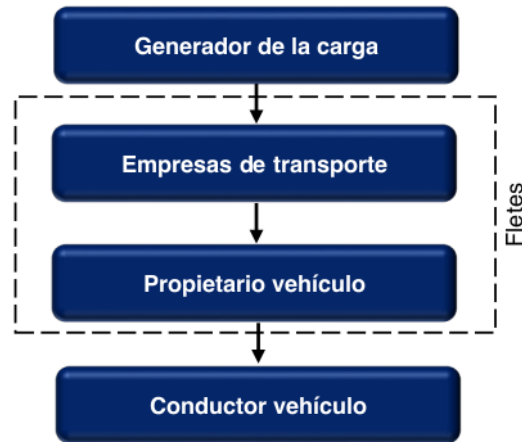 Generador de la carga
Empresas de transporte
Propietario vehículo
Fletes
Conductor vehículo